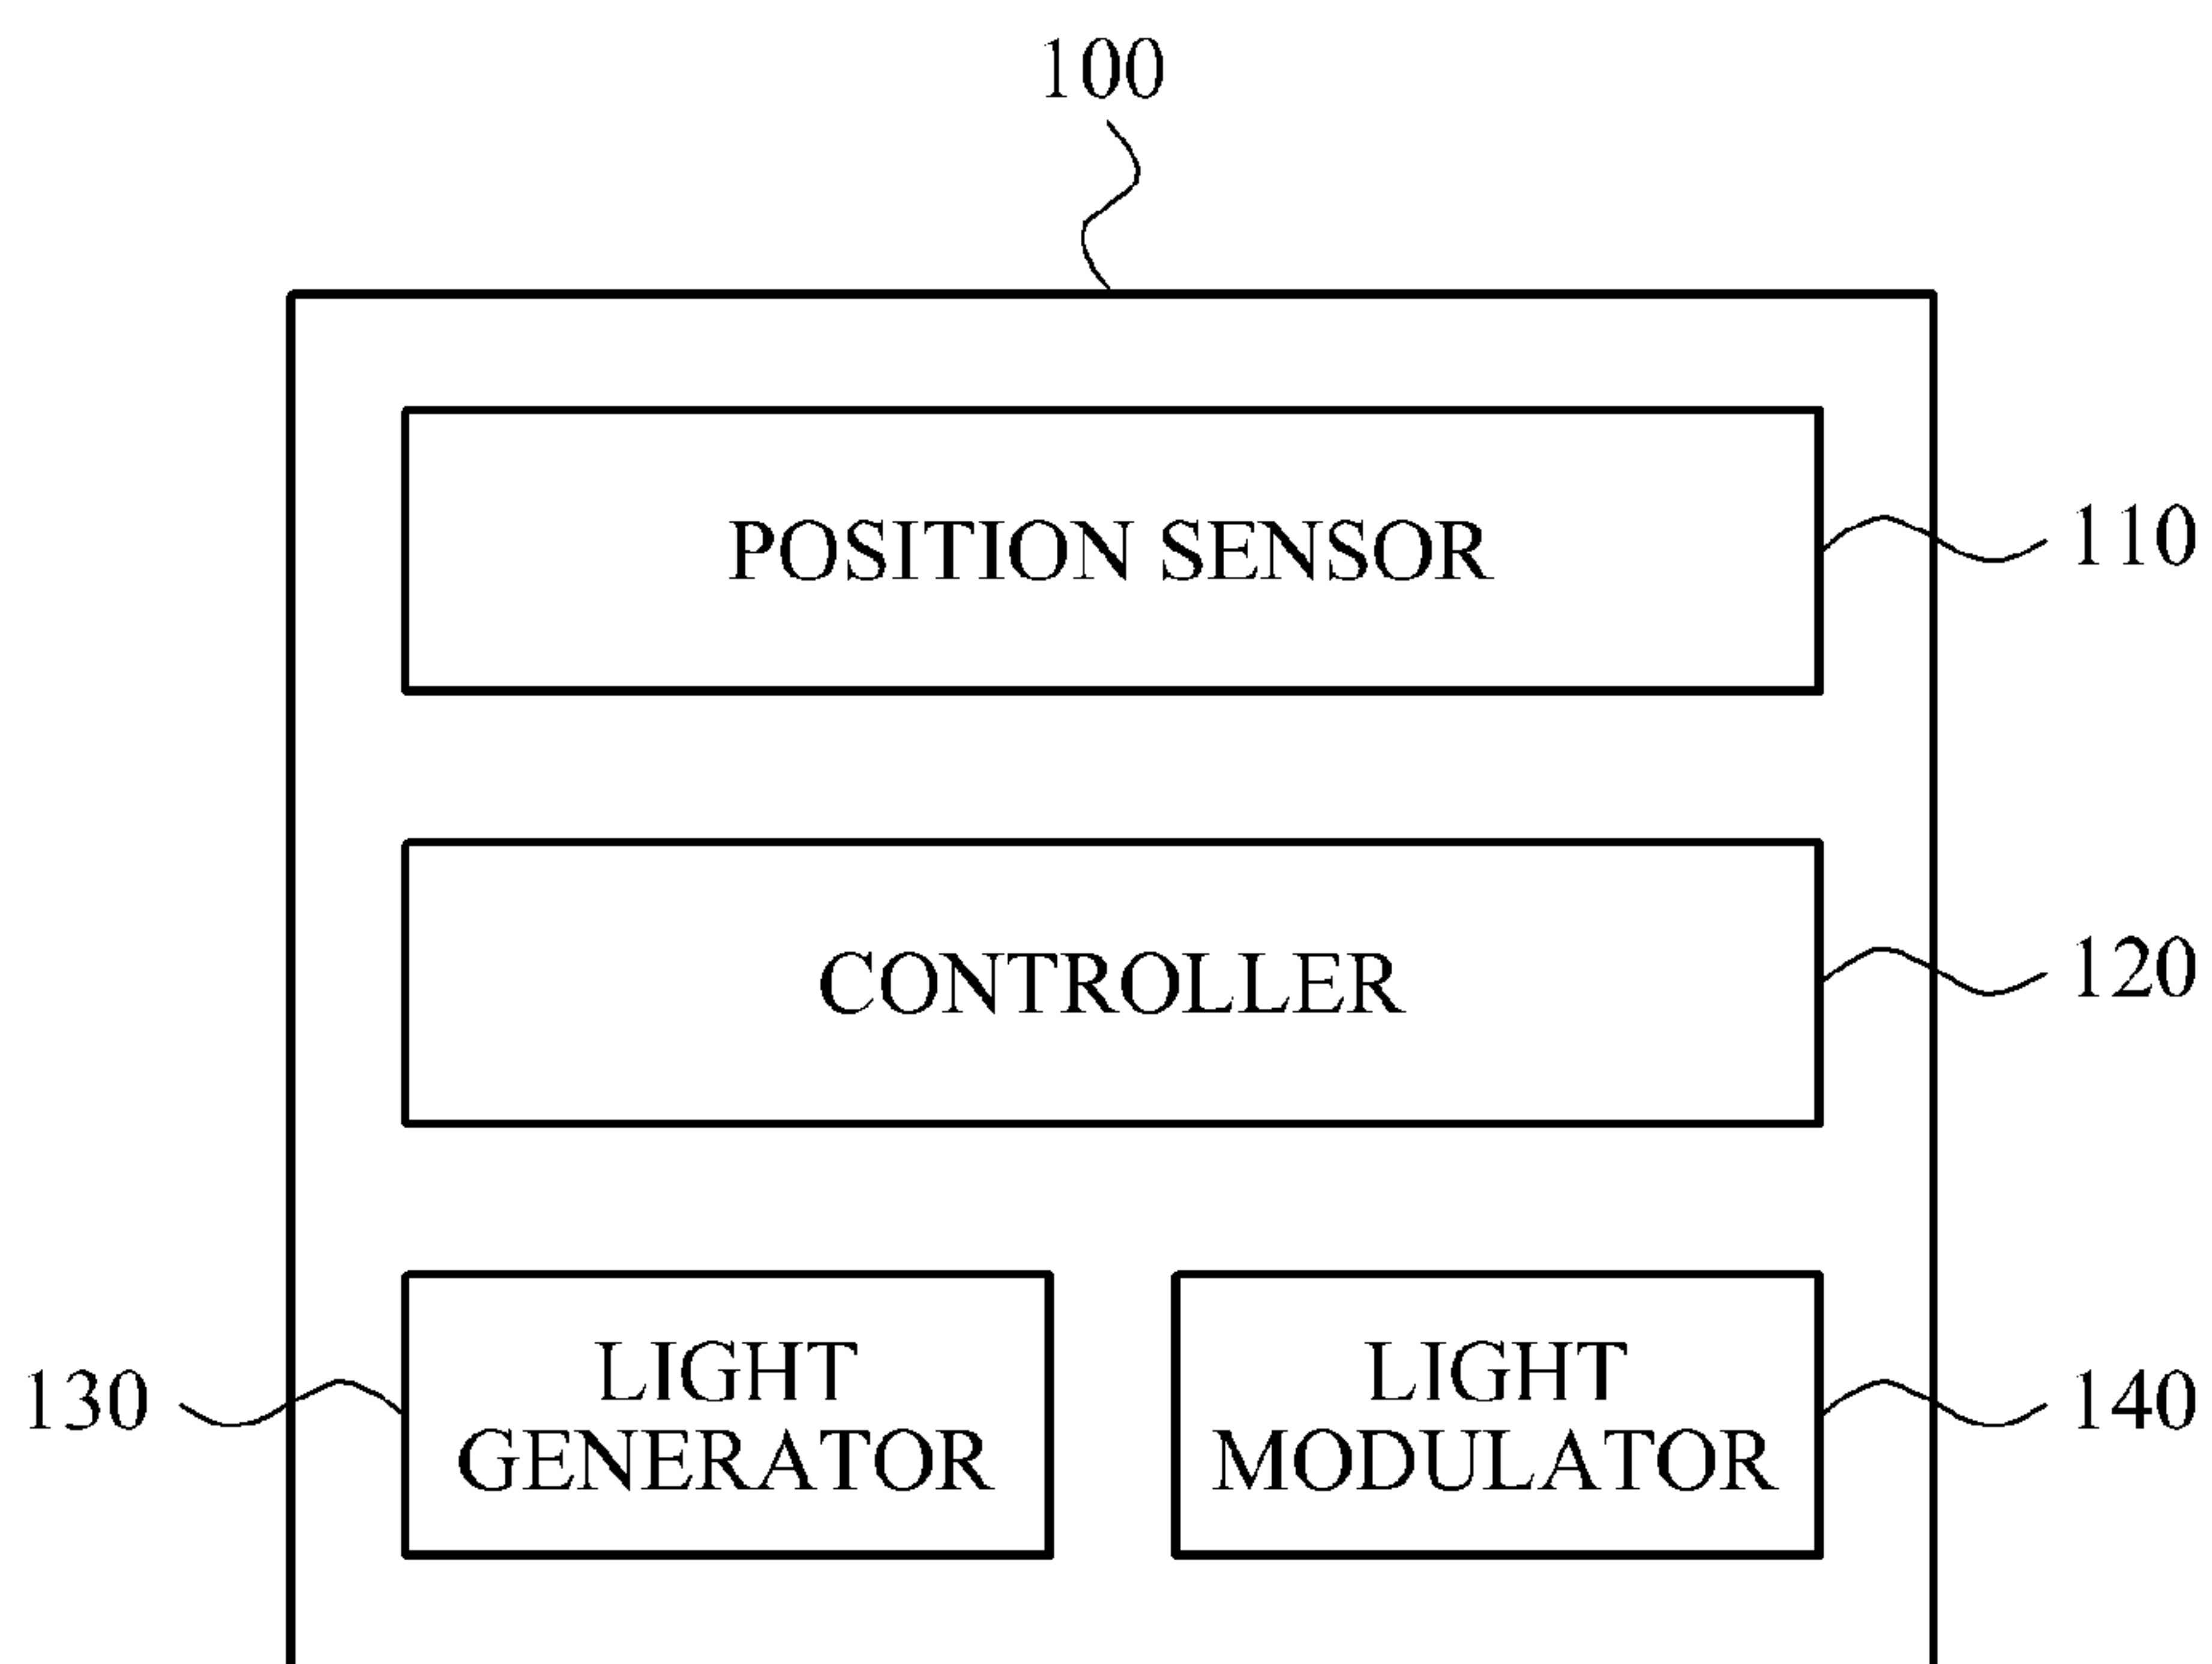 100
POSITION SENSOR
110
CONTROLLER
120
130
LIGHT
GENERATOR
LIGHT
MODULATOR
140